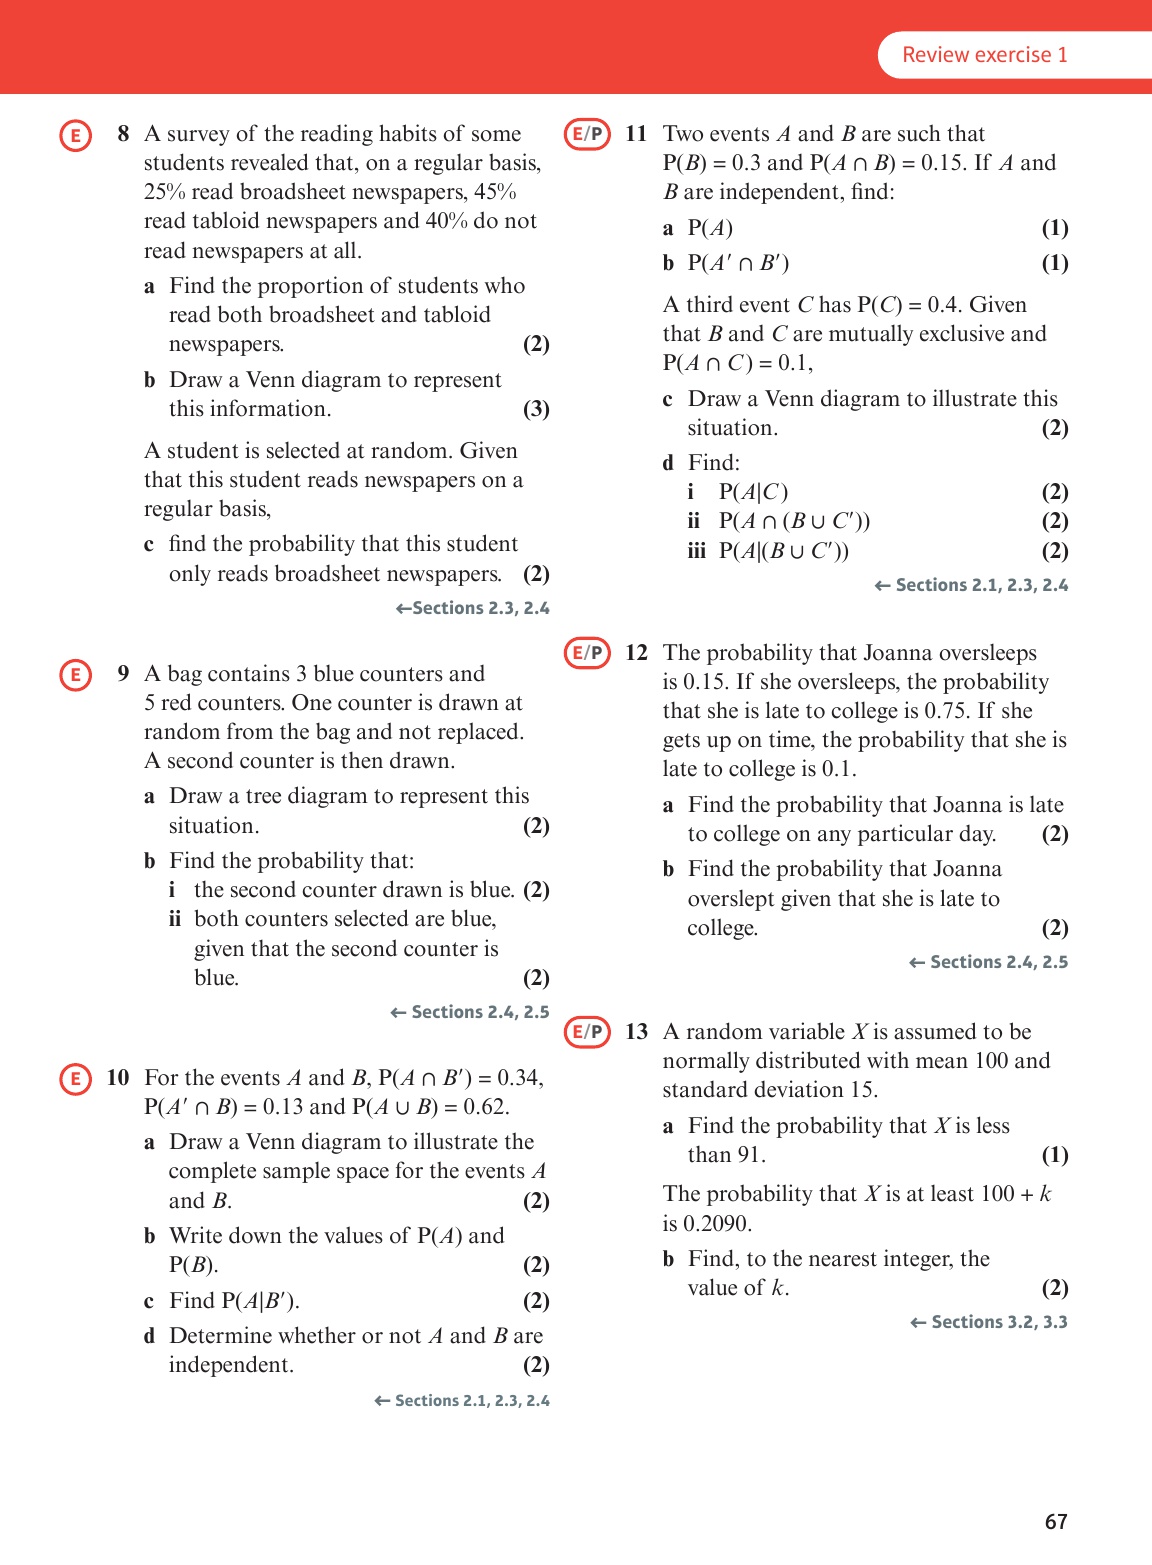 Review exercise 1
E 8 A survey of the reading habits of some
students revealed that, on a regular basis,
25% read broadsheet newspapers, 45%
read tabloid newspapers and 40% do not
read newspapers at all.
a Find the proportion of students who
read both broadsheet and tabloid
newspapers. (2)
b Draw a Venn diagram to represent
this information. (3)
A student is selected at random. Given
that this student reads newspapers on a
regular basis,
c find the probability that this student
only reads broadsheet newspapers. (2)
←Sections 2.3, 2.4
E 9 A bag contains 3 blue counters and
5 red counters. One counter is drawn at
random from the bag and not replaced.
A second counter is then drawn.
a Draw a tree diagram to represent this
situation. (2)
b Find the probability that:
i the second counter drawn is blue. (2)
ii both counters selected are blue,
given that the second counter is
blue. (2)
← Sections 2.4, 2.5
E 10 For the events A and B, P(A ∩ B′) = 0.34,
P(A′ ∩ B) = 0.13 and P(A ∪ B) = 0.62.
a Draw a Venn diagram to illustrate the
complete sample space for the events A
and B. (2)
b Write down the values of P(A) and
P(B). (2)
c Find P(A|B′). (2)
d Determine whether or not A and B are
independent. (2)
← Sections 2.1, 2.3, 2.4
E/P 11 Two events A and B are such that
P(B) = 0.3 and P(A ∩ B) = 0.15. If A and
B are independent, find:
a P(A) (1)
b P(A′ ∩ B′) (1)
A third event C has P(C) = 0.4. Given
that B and C are mutually exclusive and
P(A ∩ C) = 0.1,
c Draw a Venn diagram to illustrate this
situation. (2)
d Find:
i P(A|C) (2)
ii P(A ∩ (B ∪ C′)) (2)
iii P(A|(B ∪ C′)) (2)
← Sections 2.1, 2.3, 2.4
E/P 12 The probability that Joanna oversleeps
is 0.15. If she oversleeps, the probability
that she is late to college is 0.75. If she
gets up on time, the probability that she is
late to college is 0.1.
a Find the probability that Joanna is late
to college on any particular day. (2)
b Find the probability that Joanna
overslept given that she is late to
college. (2)
← Sections 2.4, 2.5
E/P 13 A random variable X is assumed to be
normally distributed with mean 100 and
standard deviation 15.
a Find the probability that X is less
than 91. (1)
The probability that X is at least 100 + k
is 0.2090.
b Find, to the nearest integer, the
value of k. (2)
← Sections 3.2, 3.3
67